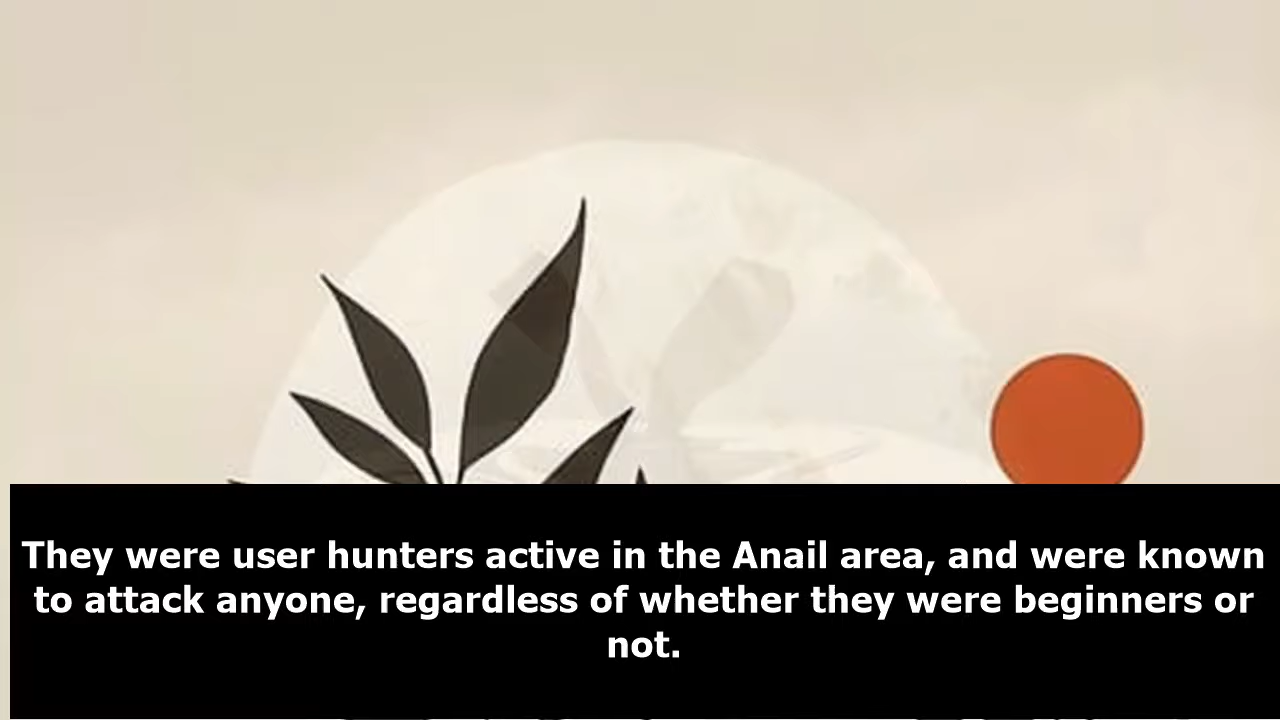 They were user hunters active in the Anail area, and were known
to attack anyone, regardless of whether they were beginners or
not.